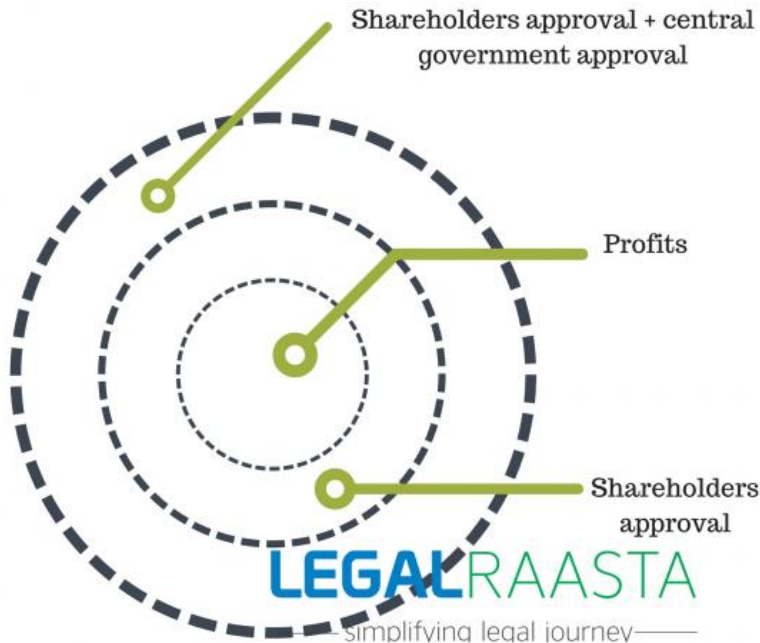 Shareholders approval + central
government approval
Profits
Shareholders
approval
LEGALRAASTA
simplifying legal journey